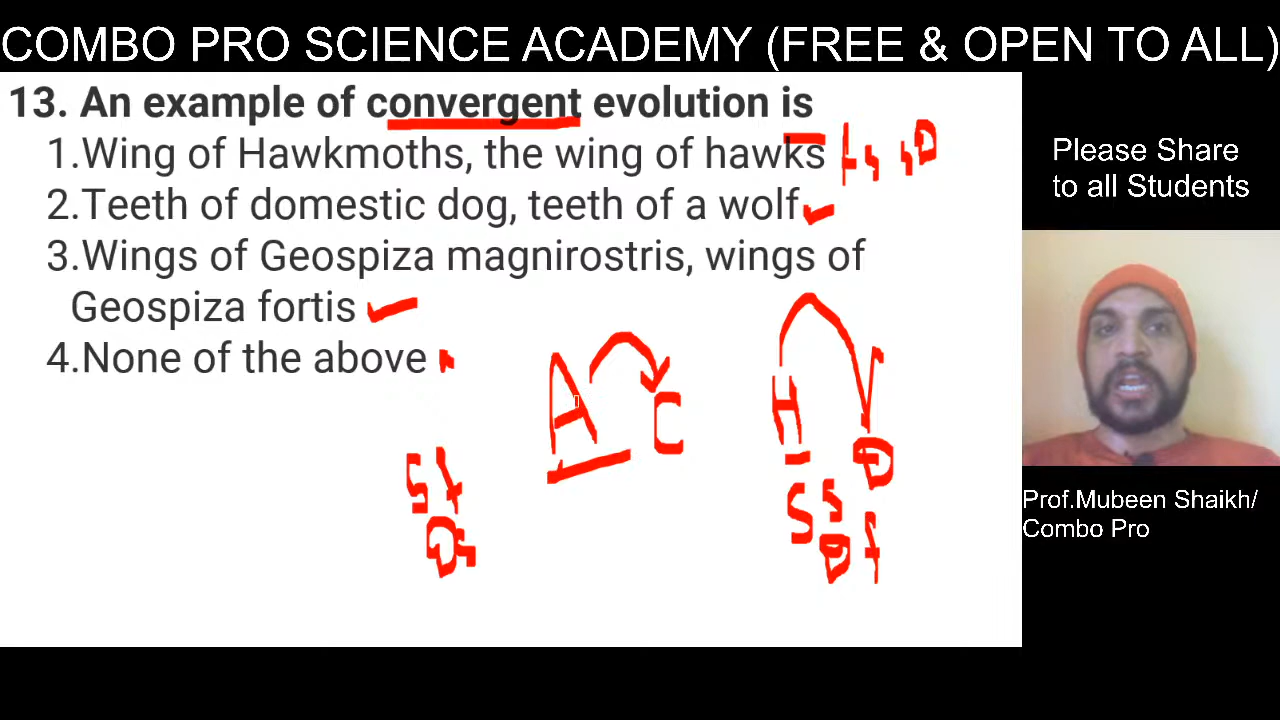 COMBO PRO SCIENCE ACADEMY (FREE & OPEN TO ALL)
13. An example of convergent evolution is
1.Wing of Hawkmoths, the wing of hawks
2.Teeth of domestic dog, teeth of a wolf
3.Wings of Geospiza magnirostris, wings of
Geospiza fortis
4.None of the above
A C
H D
S f
D s
S s
D f
Please Share
to all Students
Prof.Mubeen Shaikh/
Combo Pro